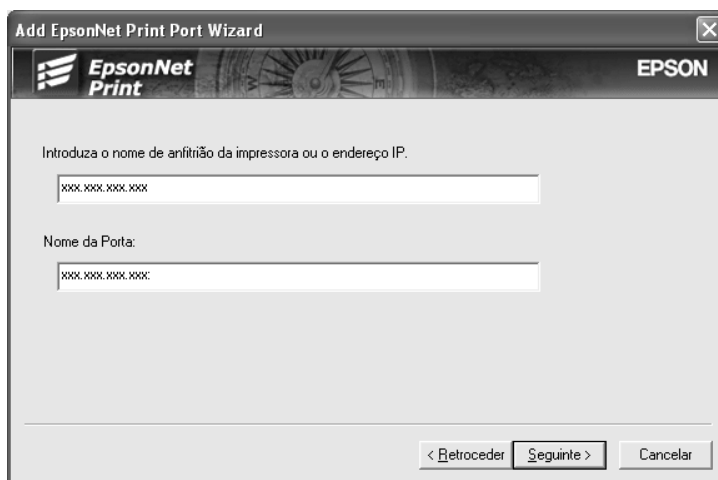 Add EpsonNet Print Port Wizard
EpsonNet
Print
EPSON
Introduza o nome de anfitrião da impressora ou o endereço IP.
xxx.xxx.xxx.xxx
Nome da Porta:
xxx.xxx.xxx.xxx:
< Retroceder
Seguinte >
Cancelar